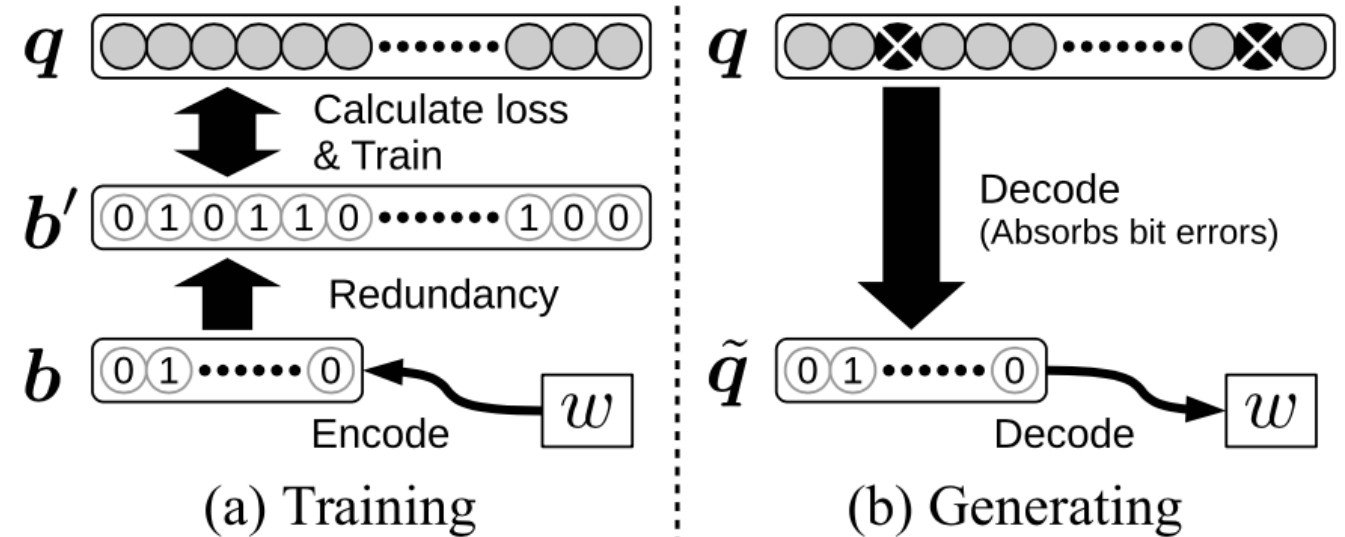 q
Calculate loss
& Train
b′ 0 1 0 1 1 0 ······· 1 0 0
Redundancy
b 0 1 ······ 0
w
Encode
(a) Training
q
Decode
(Absorbs bit errors)
q̃ 0 1 ······ 0
w
Decode
(b) Generating